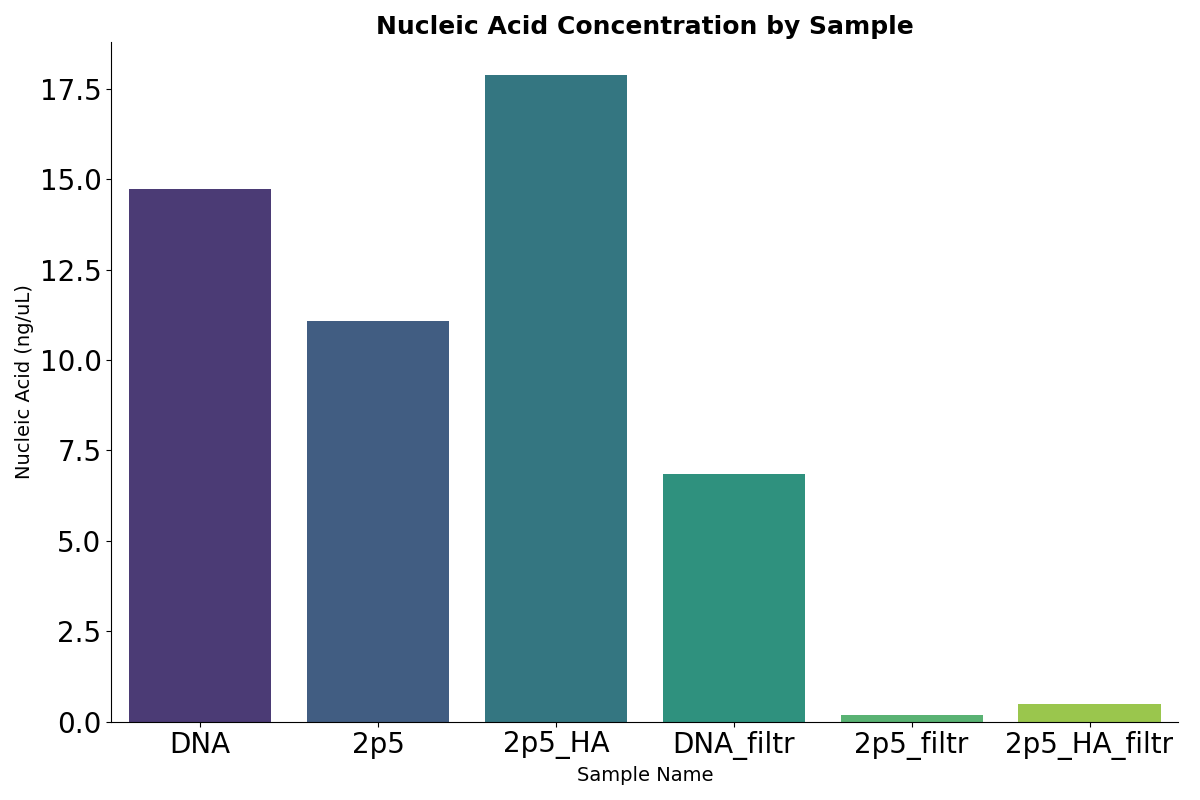 Nucleic Acid Concentration by Sample
Nucleic Acid (ng/uL)
17.5
15.0
12.5
10.0
7.5
5.0
2.5
0.0
DNA 2p5 2p5_HA DNA_filtr 2p5_filtr 2p5_HA_filtr
Sample Name